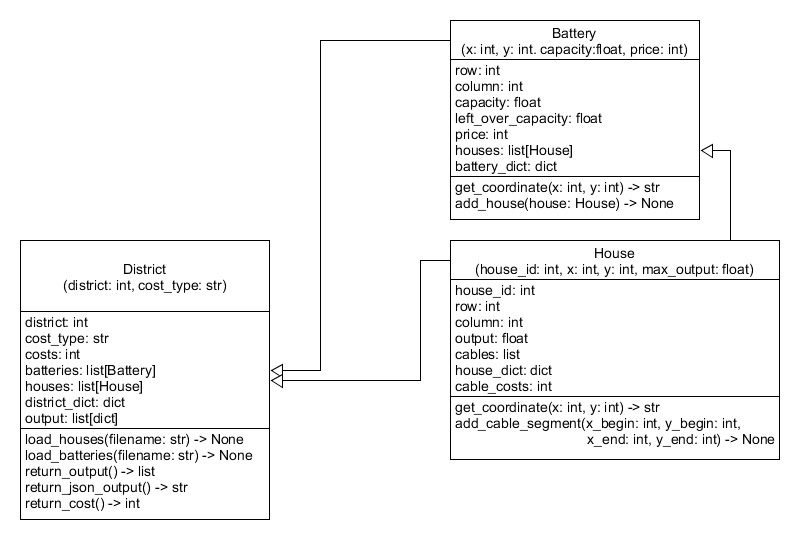 Battery
(x: int, y: int. capacity:float, price: int)
row: int
column: int
capacity: float
left_over_capacity: float
price: int
houses: list[House]
battery_dict: dict
get_coordinate(x: int, y: int) -> str
add_house(house: House) -> None
District
(district: int, cost_type: str)
district: int
cost_type: str
costs: int
batteries: list[Battery]
houses: list[House]
district_dict: dict
output: list[dict]
load_houses(filename: str) -> None
load_batteries(filename: str) -> None
return_output() -> list
return_json_output() -> str
return_cost() -> int
House
(house_id: int, x: int, y: int, max_output: float)
house_id: int
row: int
column: int
output: float
cables: list
house_dict: dict
cable_costs: int
get_coordinate(x: int, y: int) -> str
add_cable_segment(x_begin: int, y_begin: int,
x_end: int, y_end: int) -> None